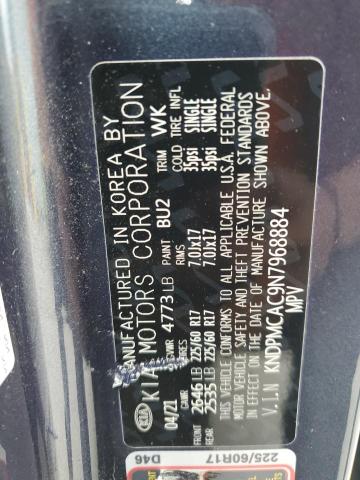 MANUFACTURED IN KOREA BY
KIA MOTORS CORPORATION
04/21 GVWR 4773 LB PAINT BU2 TRIM WK
GAWR TIRES RIMS COLD TIRE INFL
FRONT 2646 LB 225/60 R17 7.0Jx17 35psi SINGLE
REAR 2535 LB 225/60 R17 7.0Jx17 35psi SINGLE
THIS VEHICLE CONFORMS TO ALL APPLICABLE U.S.A. FEDERAL
MOTOR VEHICLE SAFETY AND THEFT PREVENTION STANDARDS
IN EFFECT ON THE DATE OF MANUFACTURE SHOWN ABOVE.
V.I.N KNDPMCAC9N7968884
MPV
D46
225/60R17